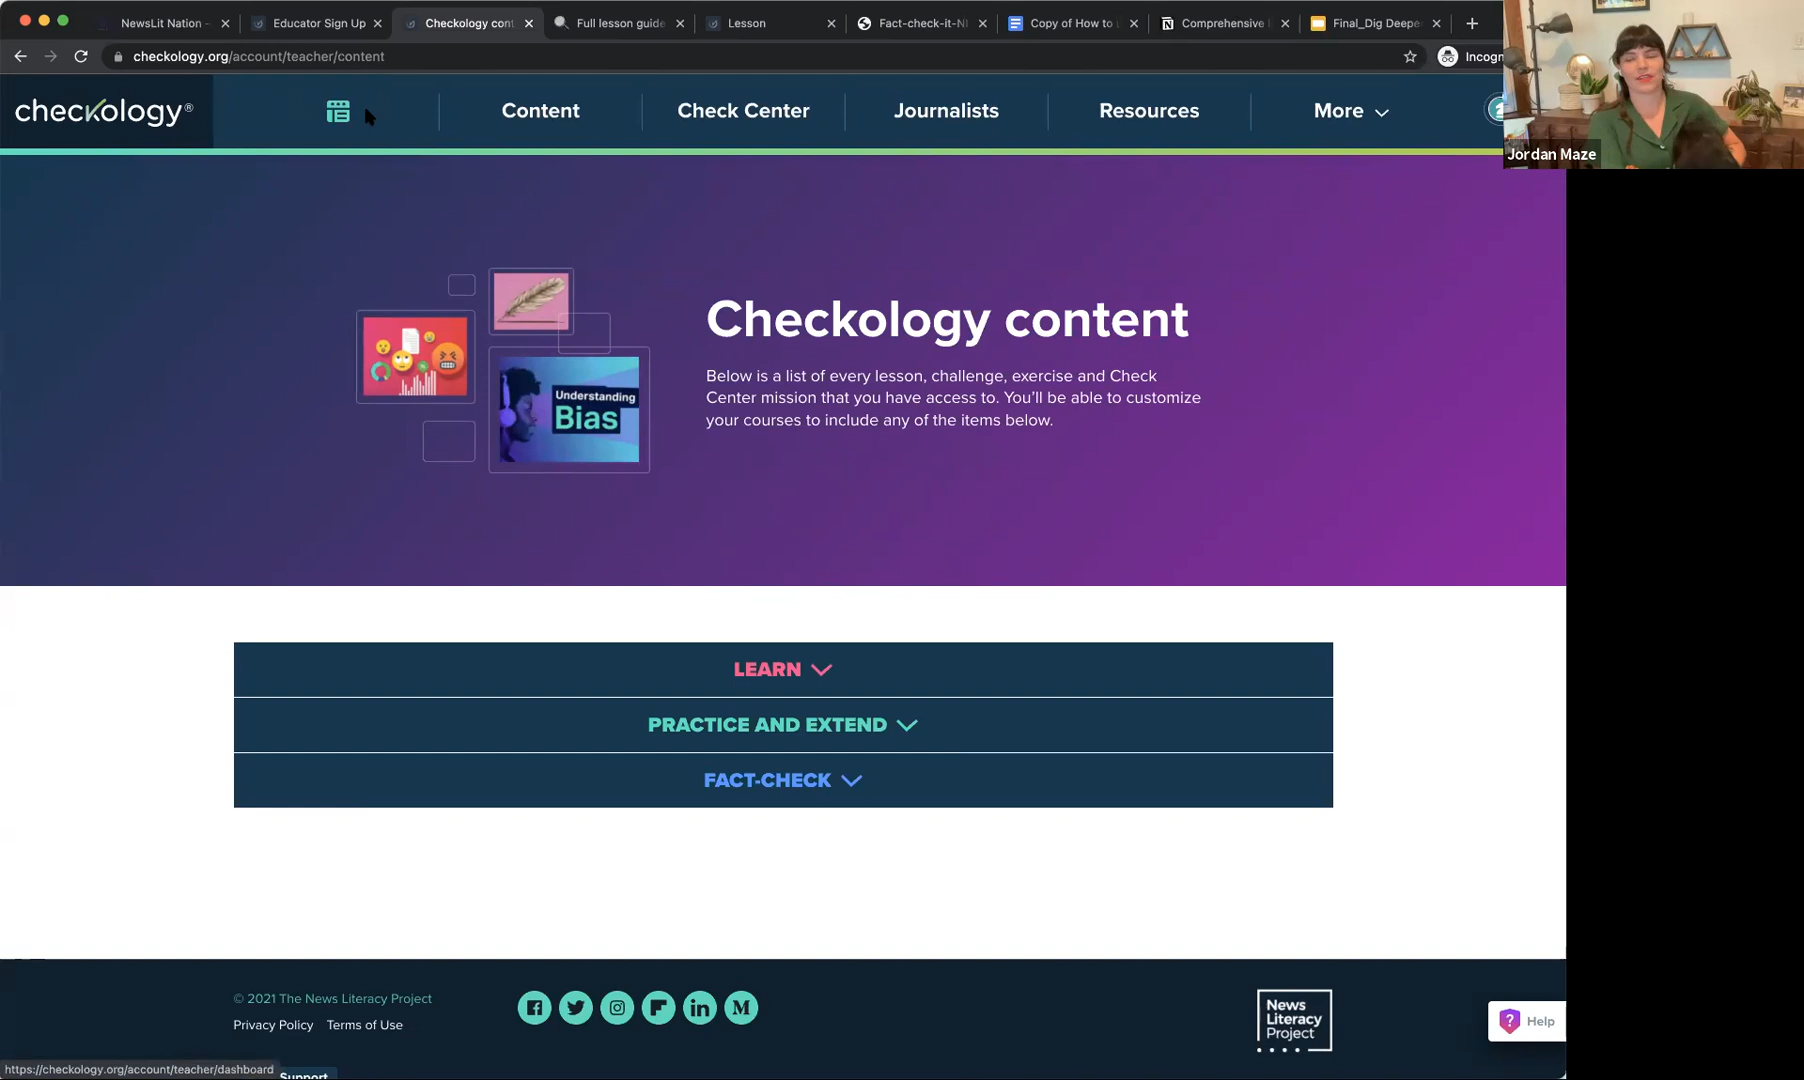 NewsLit Nation –
Educator Sign Up
Checkology cont
Full lesson guide
Lesson
Fact-check-it-NI
Copy of How to u
Comprehensive
Final_Dig Deepe
checkology.org/account/teacher/content
Incogn
Jordan Maze
checkology®
Content
Check Center
Journalists
Resources
More
Understanding
Bias
Checkology content
Below is a list of every lesson, challenge, exercise and Check
Center mission that you have access to. You'll be able to customize
your courses to include any of the items below.
LEARN
PRACTICE AND EXTEND
FACT-CHECK
© 2021 The News Literacy Project
Privacy Policy Terms of Use
News
Literacy
Project
Help
https://checkology.org/account/teacher/dashboard
Support